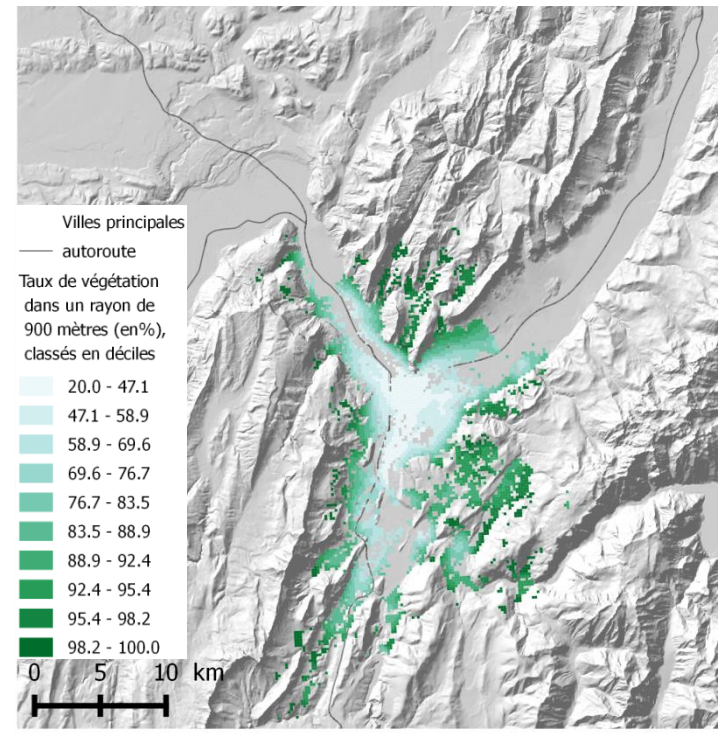 Villes principales
autoroute
Taux de végétation
dans un rayon de
900 mètres (en%),
classés en déciles
20.0 - 47.1
47.1 - 58.9
58.9 - 69.6
69.6 - 76.7
76.7 - 83.5
83.5 - 88.9
88.9 - 92.4
92.4 - 95.4
95.4 - 98.2
98.2 - 100.0
0 5 10 km